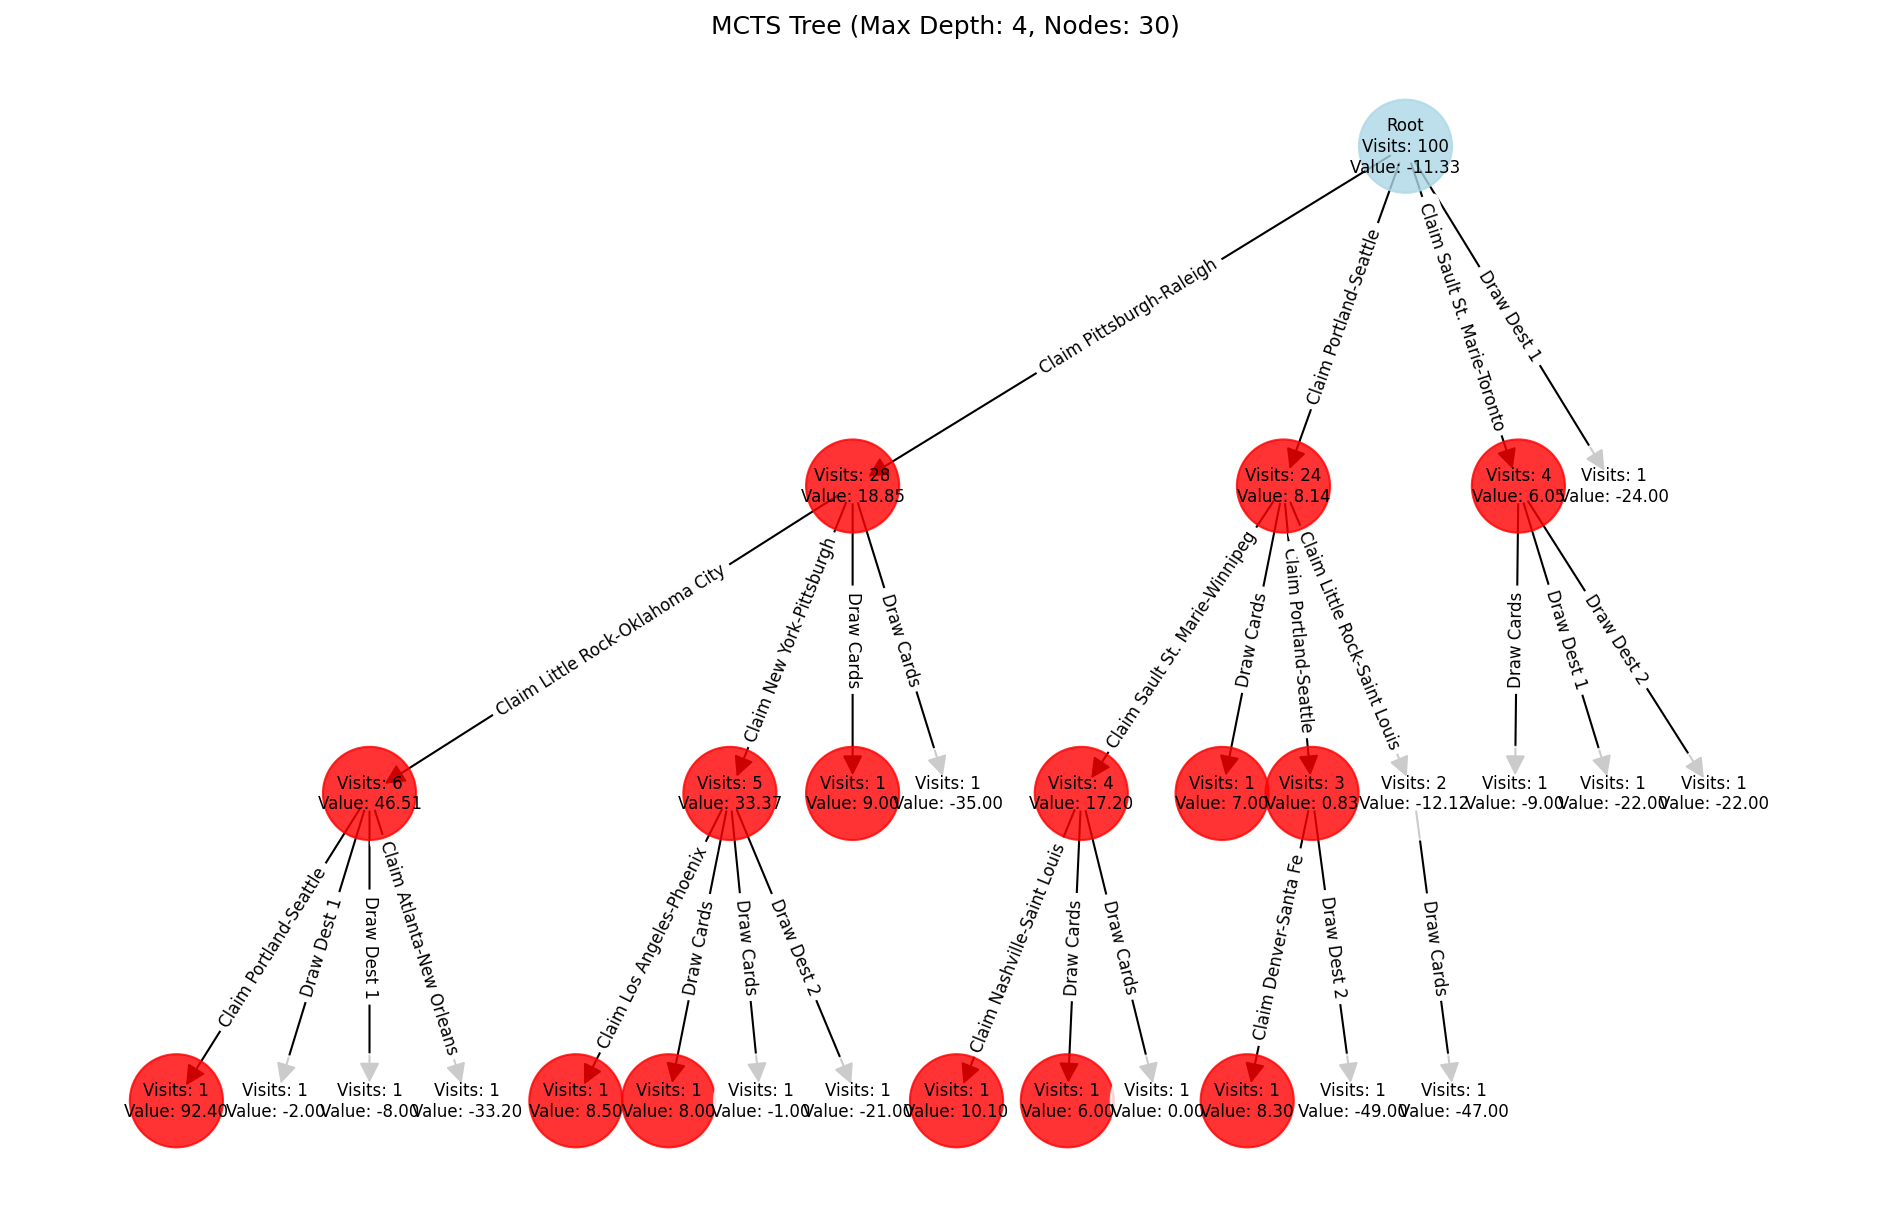 MCTS Tree (Max Depth: 4, Nodes: 30)
Root
Visits: 100
Value: -11.33
Claim Pittsburgh-Raleigh
Claim Portland-Seattle
Claim Sault St. Marie-Toronto
Draw Dest 1
Visits: 28
Value: 18.85
Visits: 24
Value: 8.14
Visits: 4
Value: 6.05
Visits: 1
Value: -24.00
Claim Little Rock-Oklahoma City
Claim New York-Pittsburgh
Draw Cards
Draw Cards
Claim Sault St. Marie-Winnipeg
Draw Cards
Claim Portland-Seattle
Claim Little Rock-Saint Louis
Draw Cards
Draw Dest 1
Draw Dest 2
Visits: 6
Value: 46.51
Visits: 5
Value: 33.37
Visits: 1
Value: 9.00
Visits: 1
Value: -35.00
Visits: 4
Value: 17.20
Visits: 1
Value: 7.00
Visits: 3
Value: 0.83
Visits: 2
Value: -12.12
Visits: 1
Value: -9.00
Visits: 1
Value: -22.00
Visits: 1
Value: -22.00
Claim Portland-Seattle
Draw Dest 1
Draw Dest 1
Claim Atlanta-New Orleans
Claim Los Angeles-Phoenix
Draw Cards
Draw Cards
Draw Dest 2
Claim Nashville-Saint Louis
Draw Cards
Draw Cards
Claim Denver-Santa Fe
Draw Dest 2
Draw Cards
Visits: 1
Value: 92.40
Visits: 1
Value: -2.00
Visits: 1
Value: -8.00
Visits: 1
Value: -33.20
Visits: 1
Value: 8.50
Visits: 1
Value: 8.00
Visits: 1
Value: -1.00
Visits: 1
Value: -21.00
Visits: 1
Value: 10.10
Visits: 1
Value: 6.00
Visits: 1
Value: 0.00
Visits: 1
Value: 8.30
Visits: 1
Value: -49.00
Visits: 1
Value: -47.00